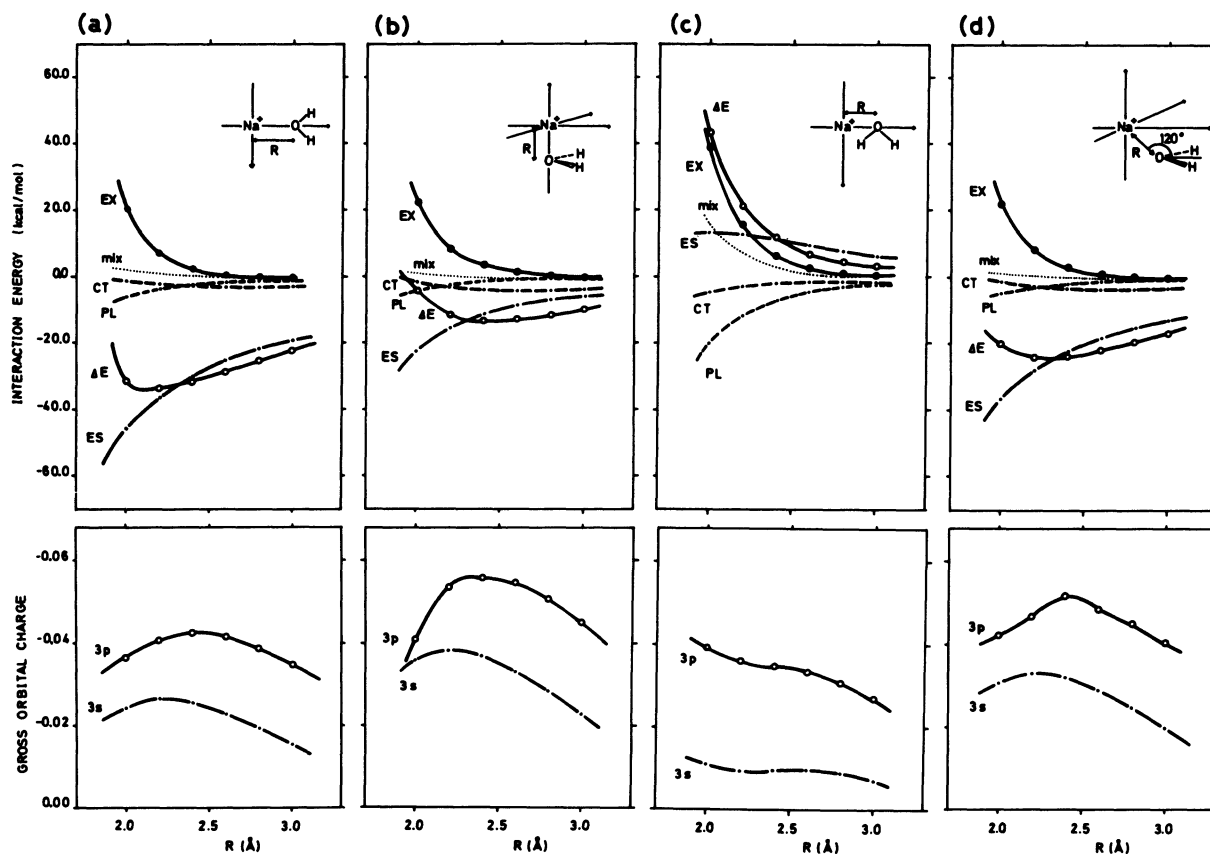 (a) (b) (c) (d)
INTERACTION ENERGY (kcal/mol)
60.0
40.0
20.0
0.0
-20.0
-40.0
-60.0
Na+ O H H
R
EX
mix
CT
PL
ΔE
ES
Na+
R
O H H
EX
mix
CT
PL
ΔE
ES
R
Na+ O
H H
ΔE
EX
mix
ES
CT
PL
Na+
R 120°
O H H
EX
mix
CT
PL
ΔE
ES
GROSS ORBITAL CHARGE
-0.06
-0.04
-0.02
0.00
3p
3s
3p
3s
3p
3s
3p
3s
2.0 2.5 3.0
R (Å)
2.0 2.5 3.0
R (Å)
2.0 2.5 3.0
R (Å)
2.0 2.5 3.0
R (Å)